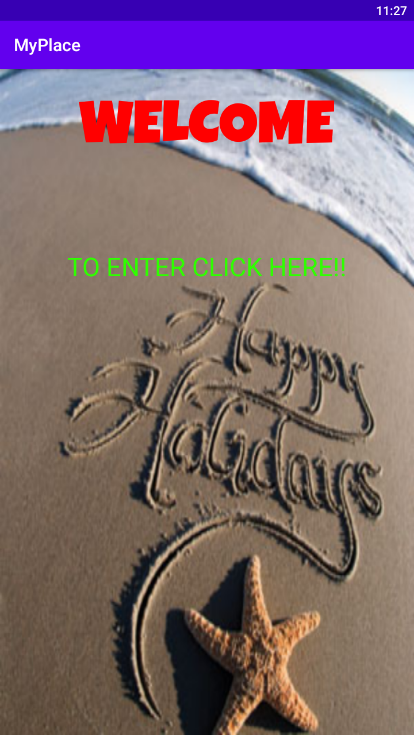 11:27
MyPlace
WELCOME
TO ENTER CLICK HERE!!
Happy
Holidays